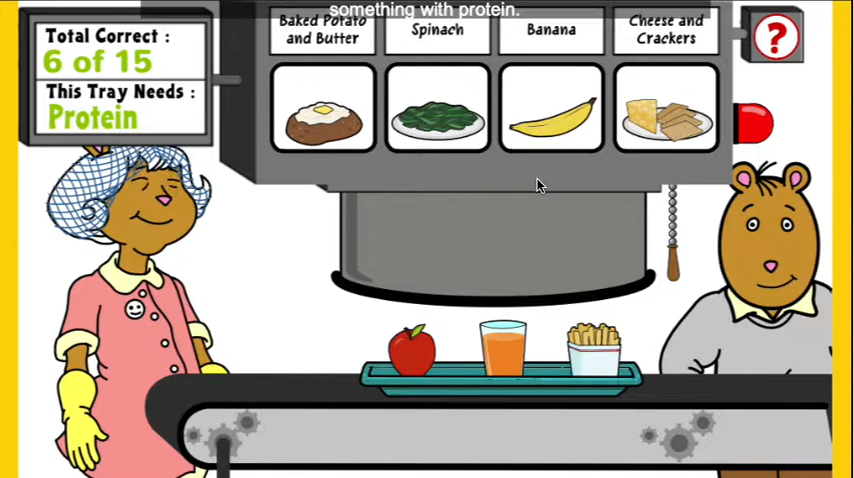 something with protein.
Total Correct :
6 of 15
This Tray Needs :
Protein
Baked Potato
and Butter
Spinach
Banana
Cheese and
Crackers
?